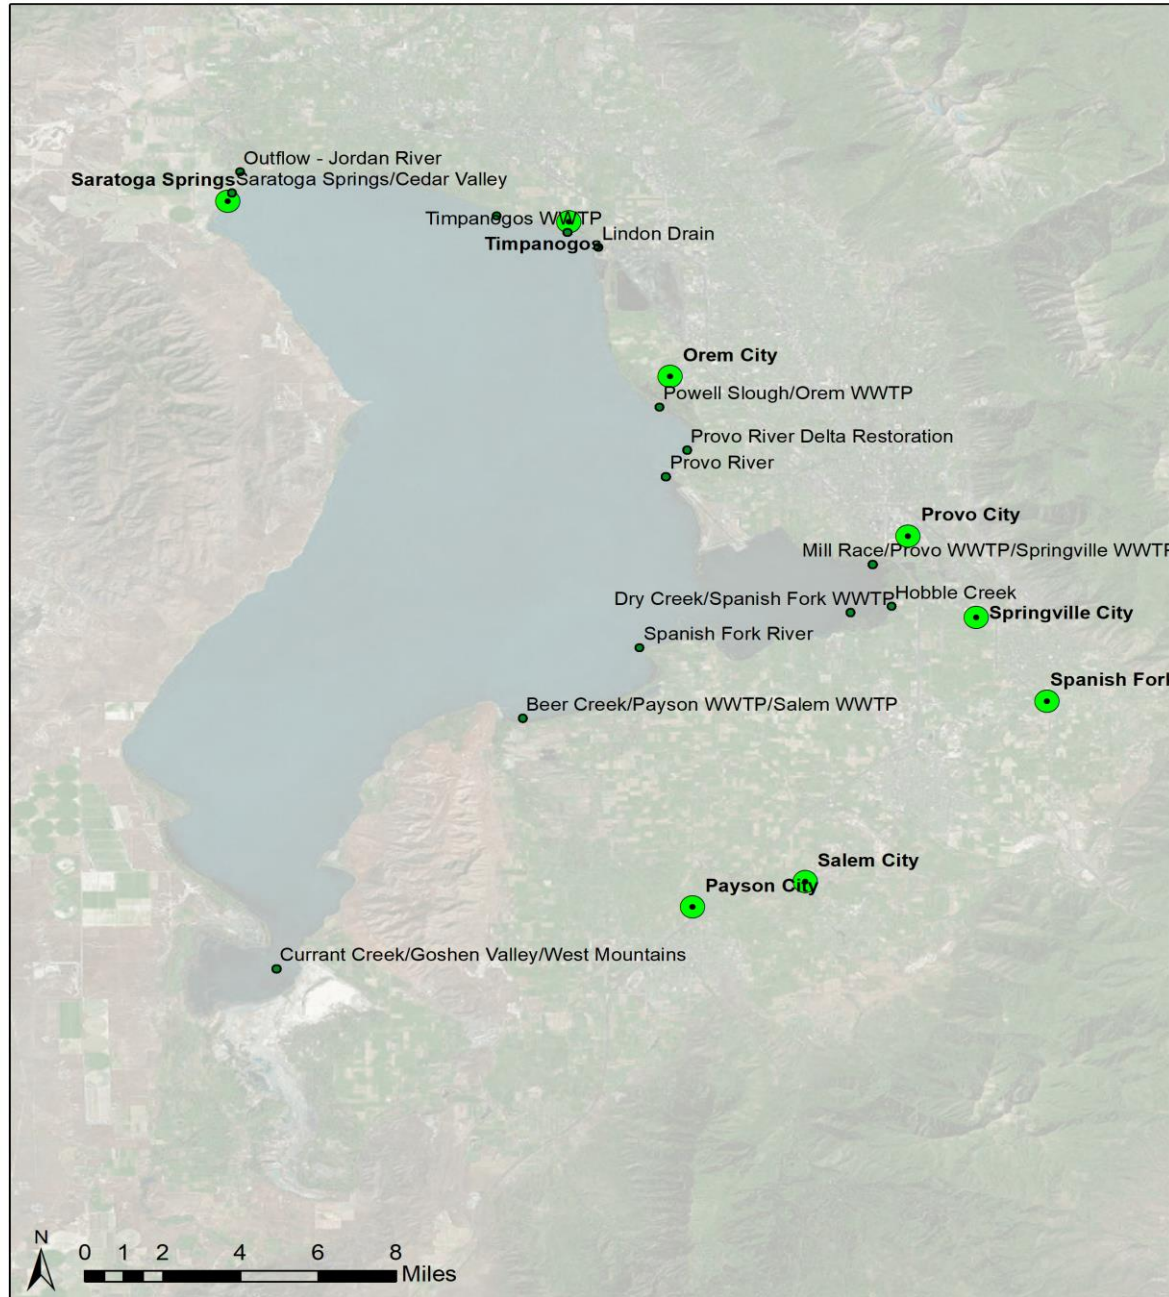 Outflow - Jordan River
Saratoga Springs
Saratoga Springs/Cedar Valley
Timpanogos WWTP
Timpanogos
Lindon Drain
Orem City
Powell Slough/Orem WWTP
Provo River Delta Restoration
Provo River
Provo City
Mill Race/Provo WWTP/Springville WWTP
Dry Creek/Spanish Fork WWTP
Hobble Creek
Springville City
Spanish Fork River
Spanish Fork
Beer Creek/Payson WWTP/Salem WWTP
Salem City
Payson City
Currant Creek/Goshen Valley/West Mountains
N
0 1 2 4 6 8
Miles